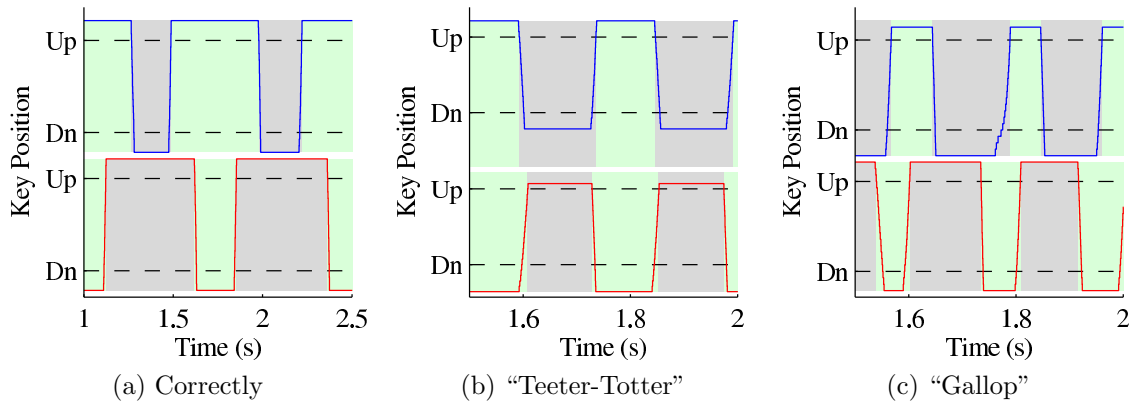 Key Position
Up
Dn
Up
Dn
1 1.5 2 2.5
Time (s)
(a) Correctly
Key Position
Up
Dn
Up
Dn
1.6 1.8 2
Time (s)
(b) “Teeter-Totter”
Key Position
Up
Dn
Up
Dn
1.6 1.8 2
Time (s)
(c) “Gallop”